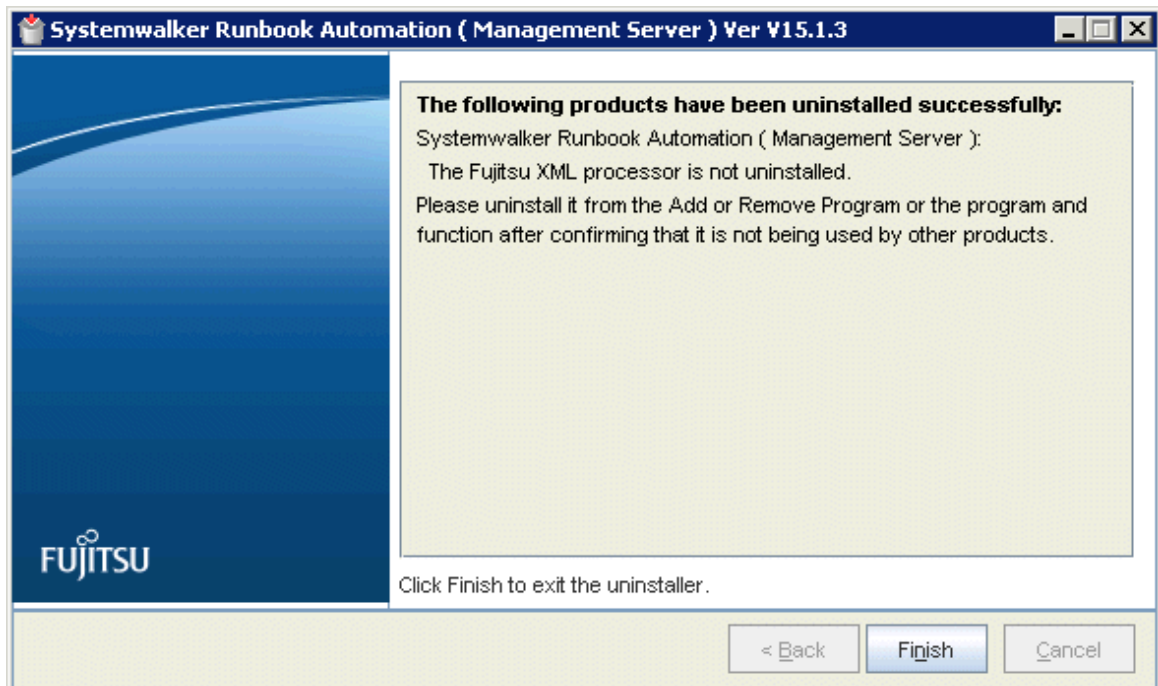 Systemwalker Runbook Automation ( Management Server ) Ver V15.1.3
The following products have been uninstalled successfully:
Systemwalker Runbook Automation ( Management Server ):
The Fujitsu XML processor is not uninstalled.
Please uninstall it from the Add or Remove Program or the program and
function after confirming that it is not being used by other products.
FUJITSU
Click Finish to exit the uninstaller.
< Back
Finish
Cancel